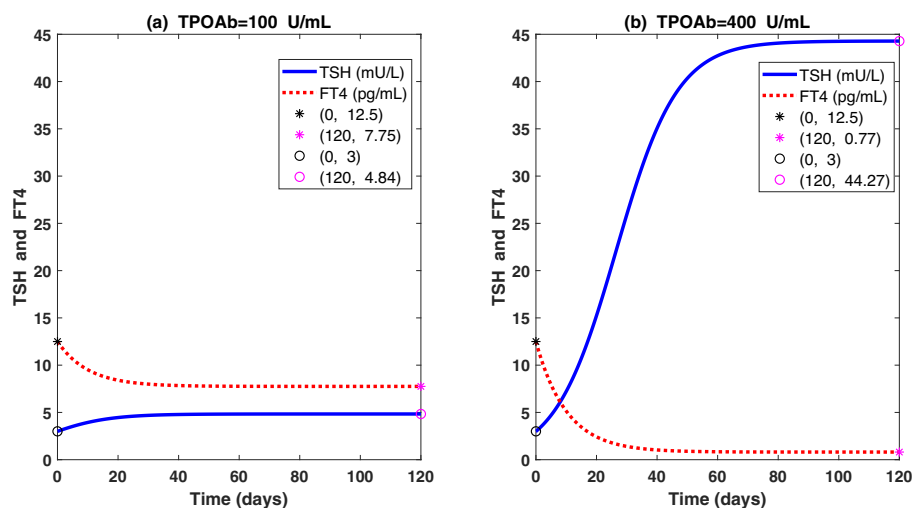 (a) TPOAb=100 U/mL
TSH and FT4
45
40
35
30
25
20
15
10
5
0
TSH (mU/L)
FT4 (pg/mL)
(0, 12.5)
(120, 7.75)
(0, 3)
(120, 4.84)
0 20 40 60 80 100 120
Time (days)
(b) TPOAb=400 U/mL
TSH and FT4
45
40
35
30
25
20
15
10
5
0
TSH (mU/L)
FT4 (pg/mL)
(0, 12.5)
(120, 0.77)
(0, 3)
(120, 44.27)
0 20 40 60 80 100 120
Time (days)